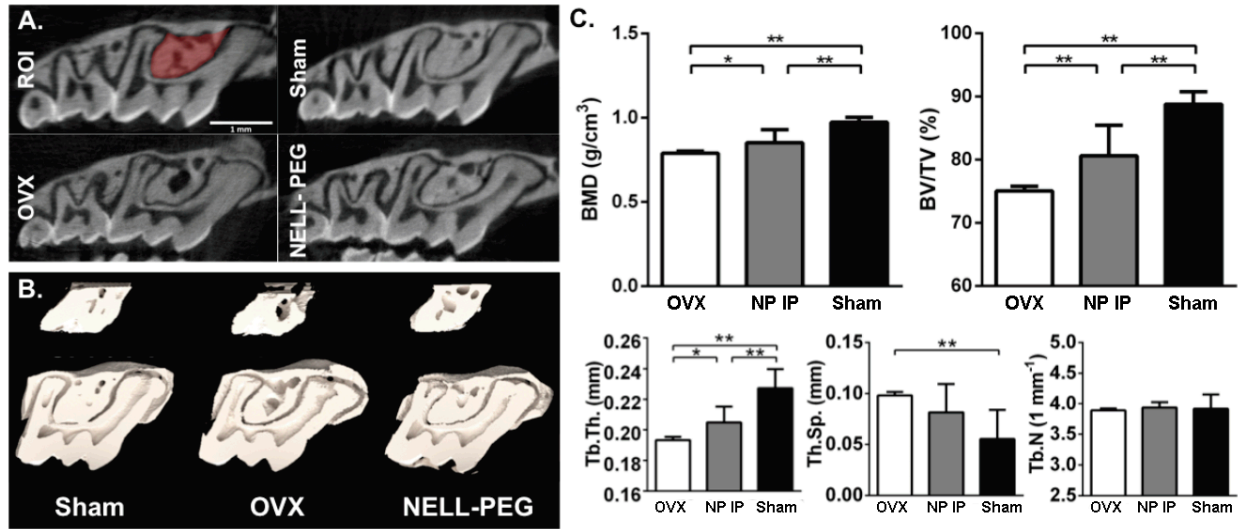 A.
ROI
Sham
1 mm
OVX
NELL- PEG
B.
Sham OVX NELL-PEG
C.
BMD (g/cm3)
1.5
1.0
0.5
0.0
**
* **
OVX NP IP Sham
BV/TV (%)
100
90
80
70
60
**
** **
OVX NP IP Sham
Tb.Th. (mm)
0.26
0.24
0.22
0.20
0.18
0.16
**
* **
OVX NP IP Sham
Th.Sp. (mm)
0.15
0.10
0.05
0.00
**
OVX NP IP Sham
Tb.N (1 mm-1)
5.0
4.5
4.0
3.5
3.0
2.5
OVX NP IP Sham